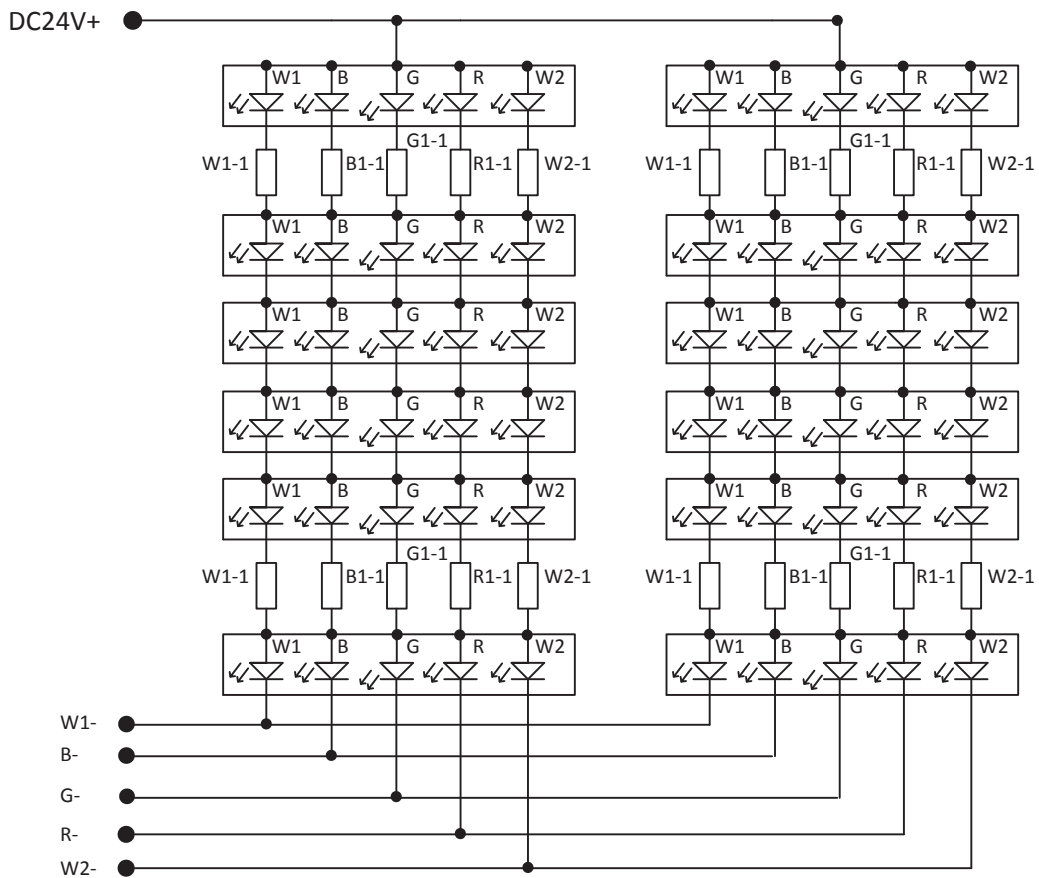 DC24V+
W1 B G R W2 W1 B G R W2
G1-1 G1-1
W1-1 B1-1 R1-1 W2-1 W1-1 B1-1 R1-1 W2-1
W1 B G R W2 W1 B G R W2
W1 B G R W2 W1 B G R W2
W1 B G R W2 W1 B G R W2
W1 B G R W2 W1 B G R W2
G1-1 G1-1
W1-1 B1-1 R1-1 W2-1 W1-1 B1-1 R1-1 W2-1
W1 B G R W2 W1 B G R W2
W1-
B-
G-
R-
W2-